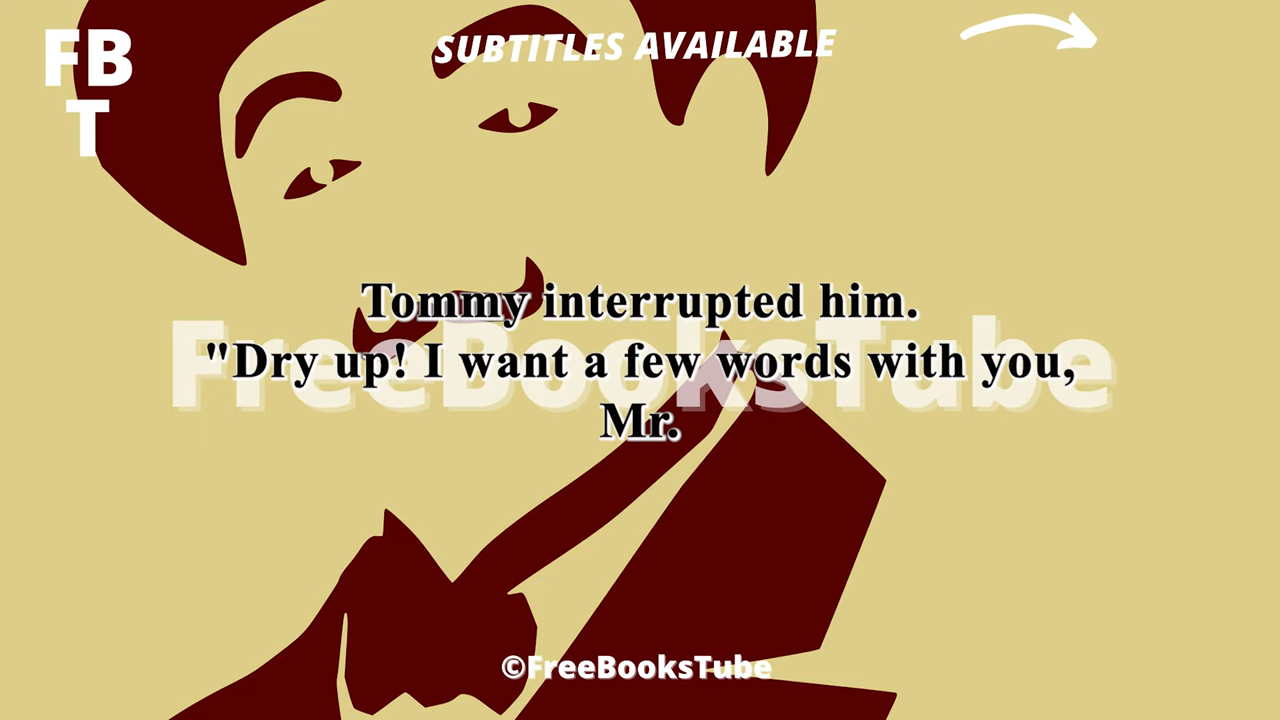 FB
T
SUBTITLES AVAILABLE
Tommy interrupted him.
FreeBooksTube
"Dry up! I want a few words with you,
Mr.
©FreeBooksTube